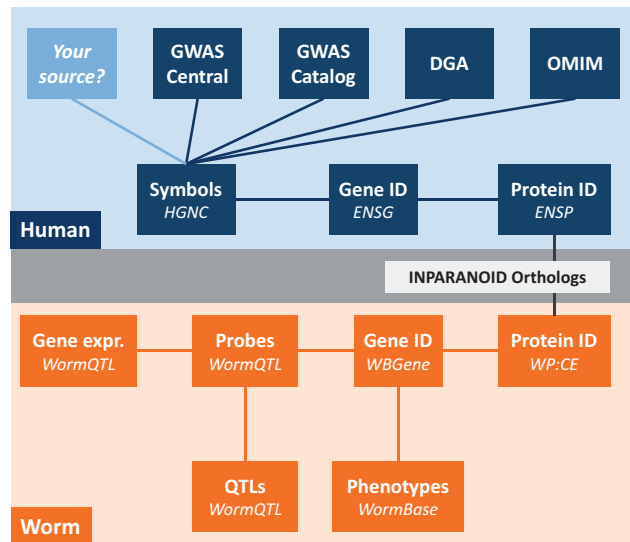 Your
source?
GWAS
Central
GWAS
Catalog
DGA
OMIM
Symbols
HGNC
Gene ID
ENSG
Protein ID
ENSP
Human
INPARANOID Orthologs
Gene expr.
WormQTL
Probes
WormQTL
Gene ID
WBGene
Protein ID
WP:CE
QTLs
WormQTL
Phenotypes
WormBase
Worm